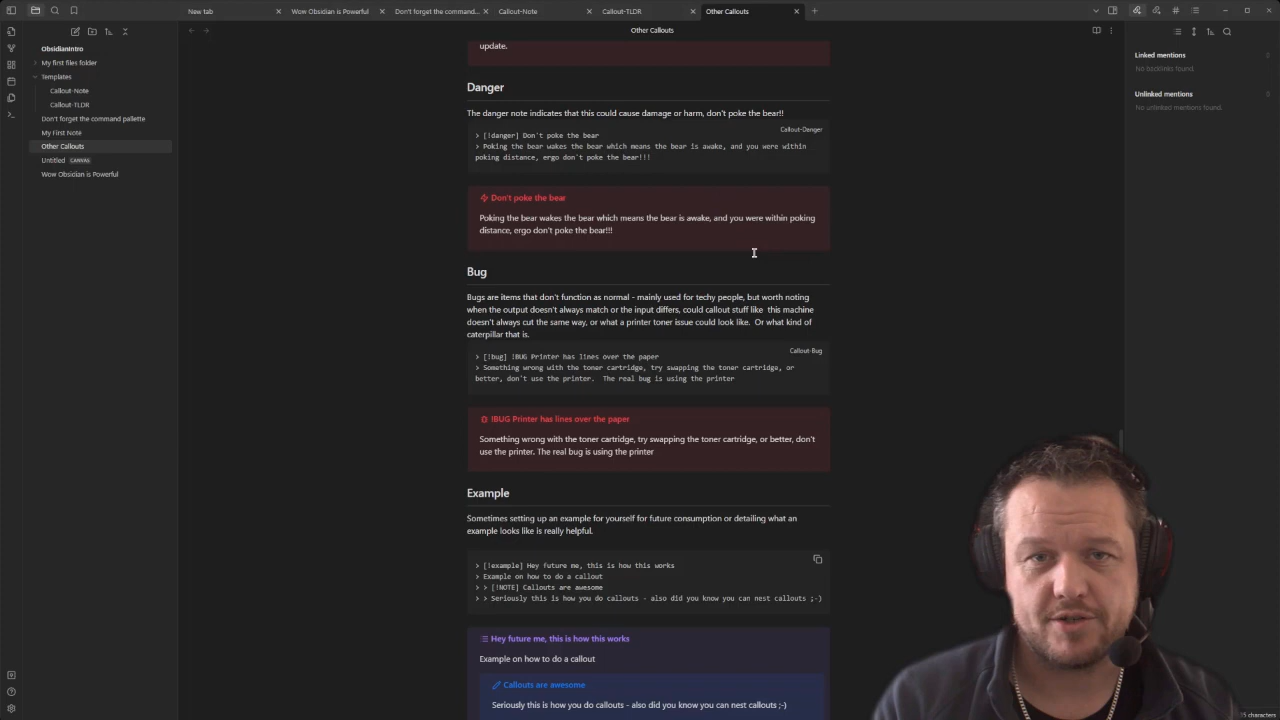 New tab
Wow Obsidian is Powerful
Don't forget the command...
Callout-Note
Callout-TLDR
Other Callouts
Other Callouts
ObsidianIntro
My first files folder
Templates
Callout-Note
Callout-TLDR
Don't forget the command pallette
My First Note
Other Callouts
Untitled CANVAS
Wow Obsidian is Powerful
update.
Danger
The danger note indicates that this could cause damage or harm, don't poke the bear!!
Callout-Danger
> [!danger] Don't poke the bear
> Poking the bear wakes the bear which means the bear is awake, and you were within
poking distance, ergo don't poke the bear!!!
Don't poke the bear
Poking the bear wakes the bear which means the bear is awake, and you were within poking
distance, ergo don't poke the bear!!!
Bug
Bugs are items that don't function as normal - mainly used for techy people, but worth noting
when the output doesn't always match or the input differs, could callout stuff like this machine
doesn't always cut the same way, or what a printer toner issue could look like. Or what kind of
caterpillar that is.
Callout-Bug
> [!bug] !BUG Printer has lines over the paper
> Something wrong with the toner cartridge, try swapping the toner cartridge, or
better, don't use the printer. The real bug is using the printer
!BUG Printer has lines over the paper
Something wrong with the toner cartridge, try swapping the toner cartridge, or better, don't
use the printer. The real bug is using the printer
Example
Sometimes setting up an example for yourself for future consumption or detailing what an
example looks like is really helpful.
> [!example] Hey future me, this is how this works
> Example on how to do a callout
> > [!NOTE] Callouts are awesome
> > Seriously this is how you do callouts - also did you know you can nest callouts ;-)
Hey future me, this is how this works
Example on how to do a callout
Callouts are awesome
Seriously this is how you do callouts - also did you know you can nest callouts ;-)
Linked mentions 0
No backlinks found.
Unlinked mentions 0
No unlinked mentions found.
characters